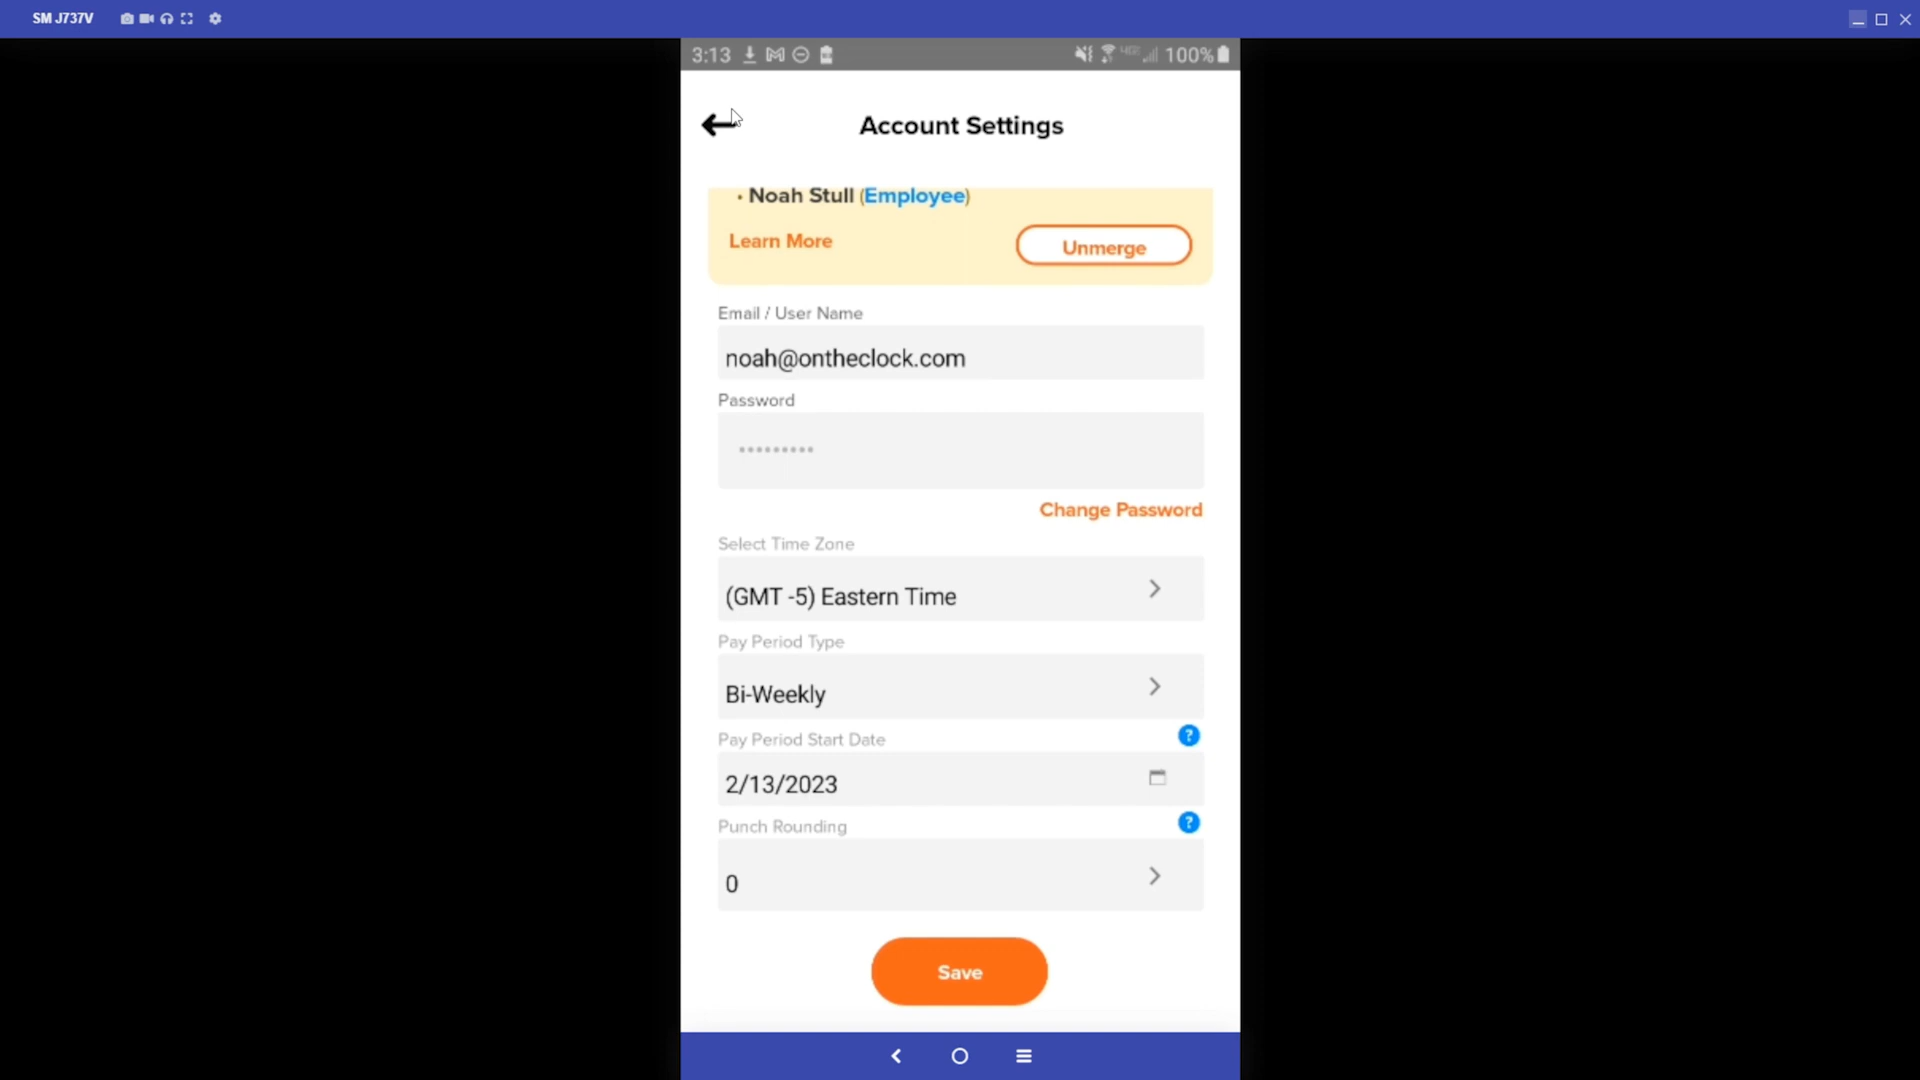 SM J737V
3:13
100%
Account Settings
• Noah Stull (Employee)
Learn More
Unmerge
Email / User Name
noah@ontheclock.com
Password
•••••••••
Change Password
Select Time Zone
(GMT -5) Eastern Time
Pay Period Type
Bi-Weekly
Pay Period Start Date
?
2/13/2023
Punch Rounding
?
0
Save